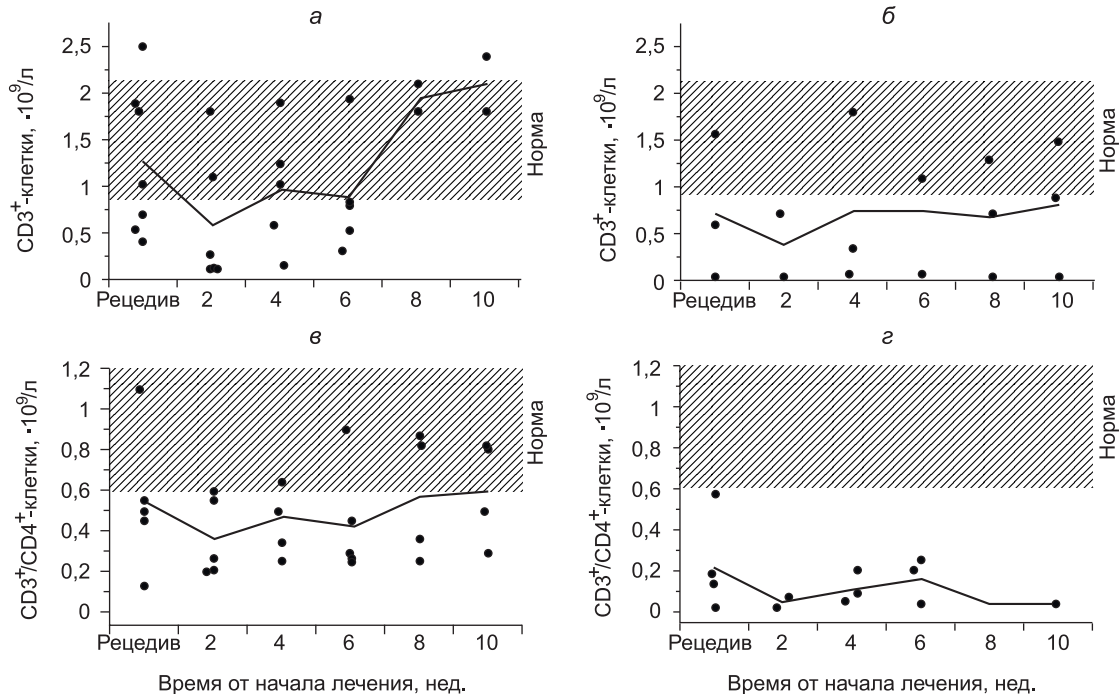 а
CD3⁺-клетки, ·10⁹/л
2,5
2
1,5
1
0,5
0
Норма
Рецедив 2 4 6 8 10
б
CD3⁺-клетки, ·10⁹/л
2,5
2
1,5
1
0,5
0
Норма
Рецедив 2 4 6 8 10
в
CD3⁺/CD4⁺-клетки, ·10⁹/л
1,2
1
0,8
0,6
0,4
0,2
0
Норма
Рецедив 2 4 6 8 10
Время от начала лечения, нед.
г
CD3⁺/CD4⁺-клетки, ·10⁹/л
1,2
1
0,8
0,6
0,4
0,2
0
Норма
Рецедив 2 4 6 8 10
Время от начала лечения, нед.